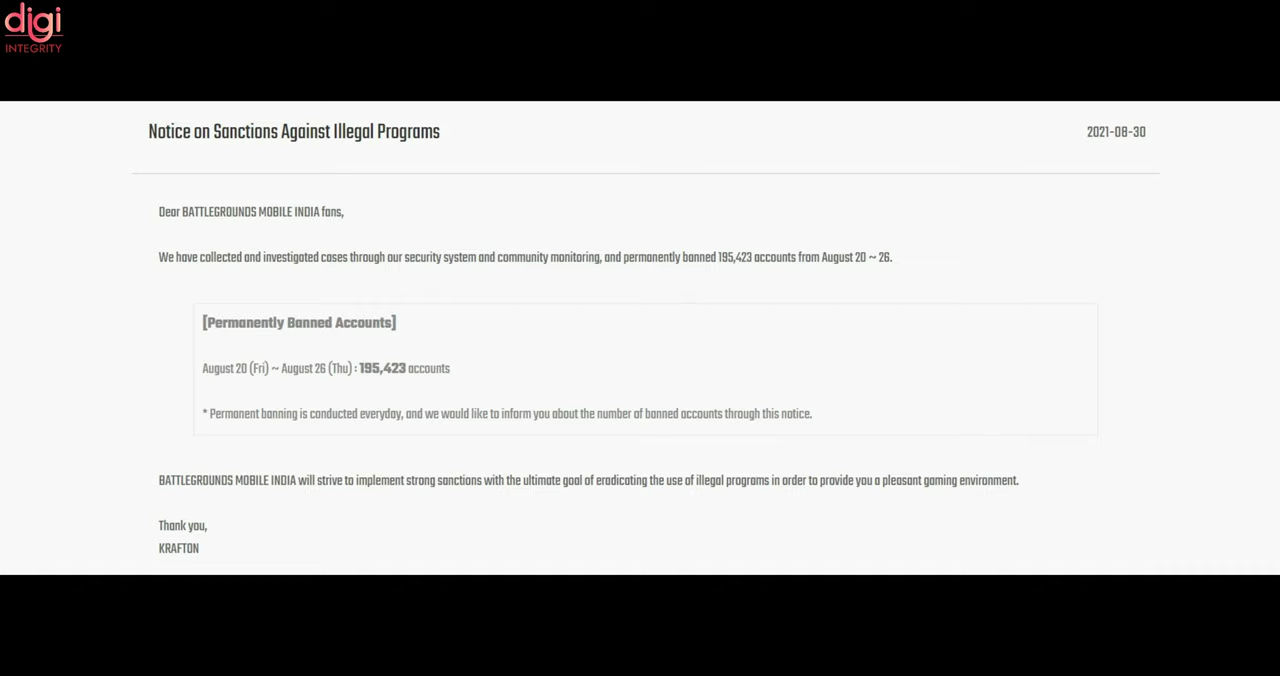 digi
INTEGRITY
Notice on Sanctions Against Illegal Programs
2021-08-30
Dear BATTLEGROUNDS MOBILE INDIA fans,
We have collected and investigated cases through our security system and community monitoring, and permanently banned 195,423 accounts from August 20 ~ 26.
[Permanently Banned Accounts]
August 20 (Fri) ~ August 26 (Thu) : 195,423 accounts
* Permanent banning is conducted everyday, and we would like to inform you about the number of banned accounts through this notice.
BATTLEGROUNDS MOBILE INDIA will strive to implement strong sanctions with the ultimate goal of eradicating the use of illegal programs in order to provide you a pleasant gaming environment.
Thank you,
KRAFTON